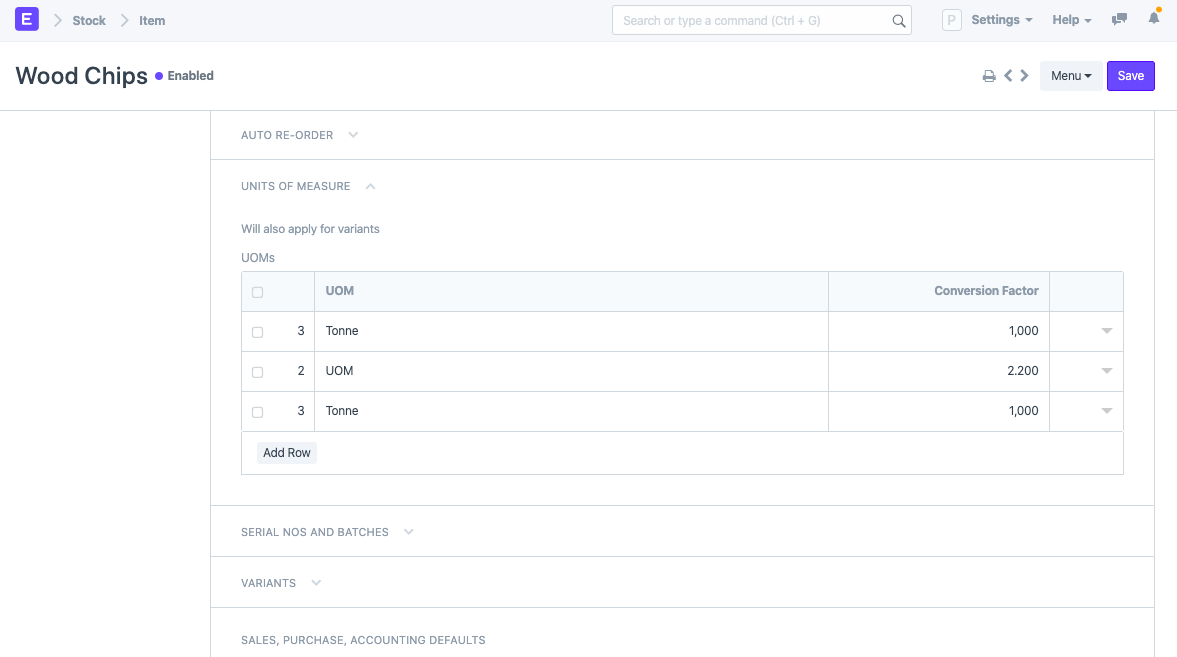 E Stock Item Search or type a command (Ctrl + G) P Settings Help
Wood Chips Enabled Menu Save
AUTO RE-ORDER
UNITS OF MEASURE
Will also apply for variants
UOMs
UOM Conversion Factor
3 Tonne 1,000
2 UOM 2.200
3 Tonne 1,000
Add Row
SERIAL NOS AND BATCHES
VARIANTS
SALES, PURCHASE, ACCOUNTING DEFAULTS